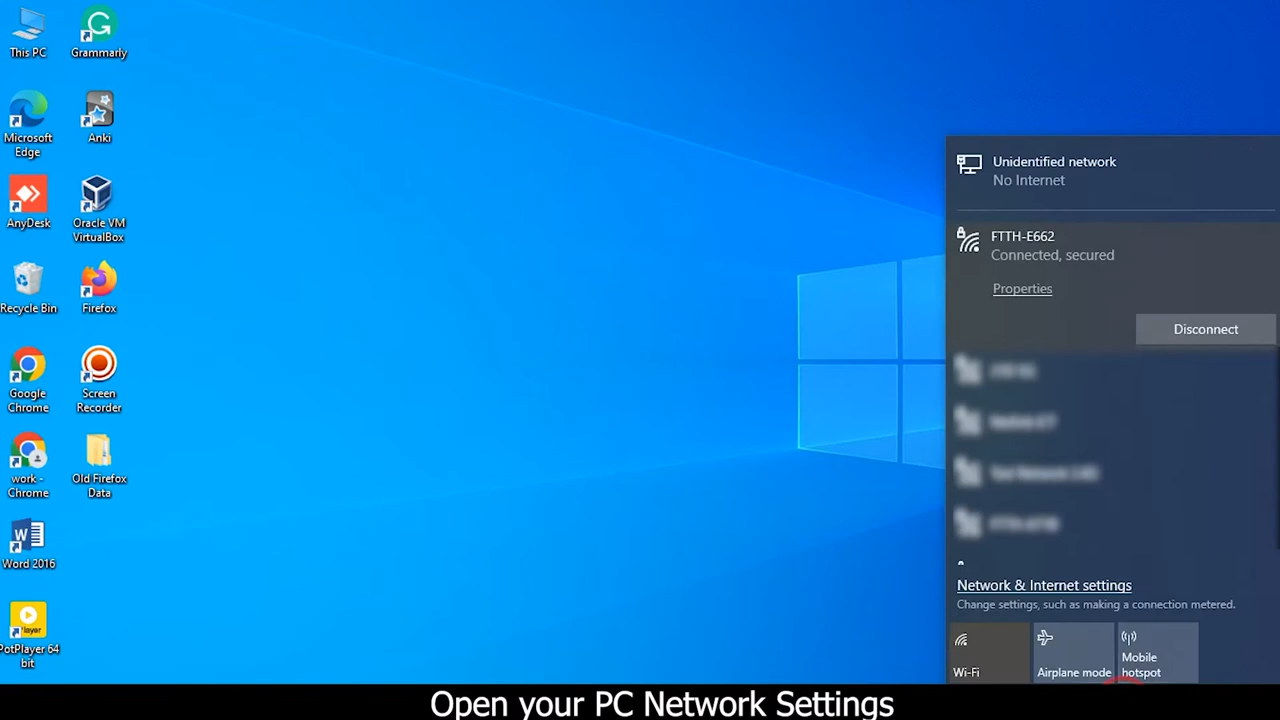 This PC
Grammarly
Microsoft
Edge
Anki
AnyDesk
Oracle VM
VirtualBox
Recycle Bin
Firefox
Google
Chrome
Screen
Recorder
work -
Chrome
Old Firefox
Data
Word 2016
PotPlayer 64
bit
Unidentified network
No Internet
FTTH-E662
Connected, secured
Properties
Disconnect
Network & Internet settings
Change settings, such as making a connection metered.
Wi-Fi
Airplane mode
Mobile
hotspot
Open your PC Network Settings